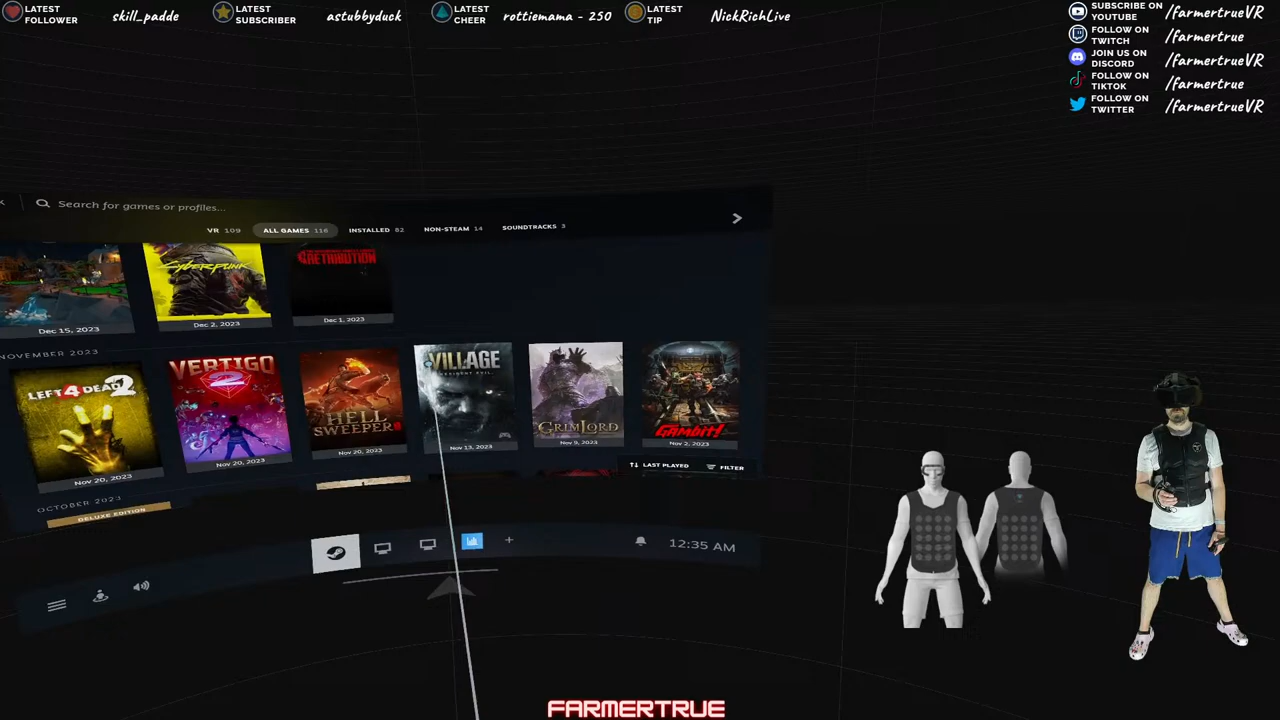 LATEST
FOLLOWER
skill_padde
LATEST
SUBSCRIBER
astubbyduck
LATEST
CHEER
rottiemama - 250
LATEST
TIP
NickRichLive
SUBSCRIBE ON
YOUTUBE
/farmertrueVR
FOLLOW ON
TWITCH
/farmertrue
JOIN US ON
DISCORD
/farmertrueVR
FOLLOW ON
TIKTOK
/farmertrue
FOLLOW ON
TWITTER
/farmertrueVR
Search for games or profiles...
VR 109
ALL GAMES 116
INSTALLED 82
NON-STEAM 14
SOUNDTRACKS 3
CYBERPUNK
RETRIBUTION
Dec 15, 2023
Dec 2, 2023
Dec 1, 2023
NOVEMBER 2023
LEFT 4 DEAD 2
VERTIGO
2
HELL
SWEEPER
VILLAGE
RESIDENT EVIL
GRIMLORD
GAMBIT!
Nov 20, 2023
Nov 20, 2023
Nov 20, 2023
Nov 13, 2023
Nov 9, 2023
Nov 2, 2023
LAST PLAYED
FILTER
OCTOBER 2023
DELUXE EDITION
12:35 AM
FARMERTRUE